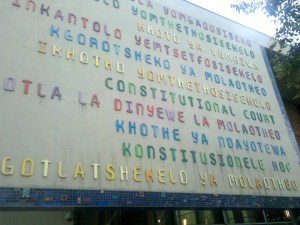 YOMGAQOSISEKO
YOMTHETHOSISEKELO
KHOTO YA
INKANTOLO YEMTSETFOSISEKELO
KGOROTSHEKO YA MOLAOTHEO
IKHOTHO YOMTHETHOSISEKELO
CONSTITUTIONAL COURT
OTLA LA DINYEWE LA MOLAOTHEO
KHOTHE YA NDAYOTEWA
KONSTITUSIONELE HOF
GOTLATSHEKELO YA MOLAOTHEO